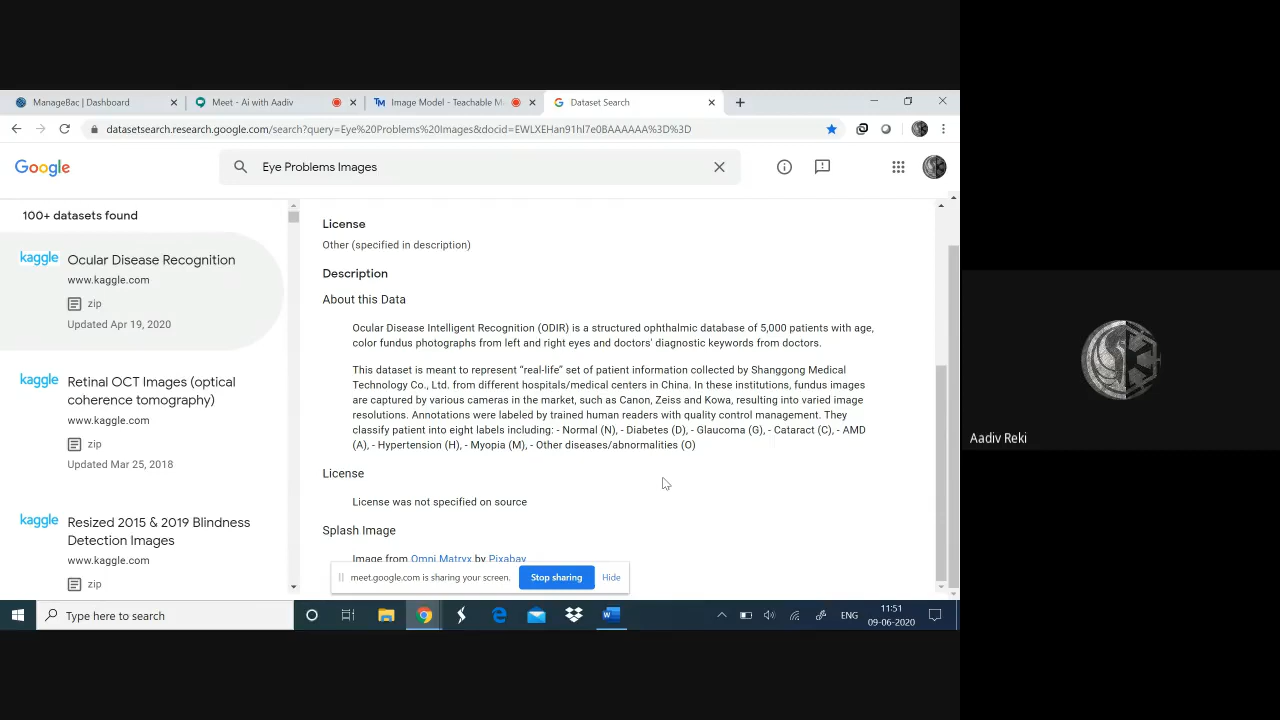 ManageBac | Dashboard
Meet - Ai with Aadiv
Image Model - Teachable M
Dataset Search
datasetsearch.research.google.com/search?query=Eye%20Problems%20Images&docid=EWLXEHan91hl7e0BAAAAAA%3D%3D
Google
Eye Problems Images
100+ datasets found
kaggle
Ocular Disease Recognition
www.kaggle.com
zip
Updated Apr 19, 2020
kaggle
Retinal OCT Images (optical
coherence tomography)
www.kaggle.com
zip
Updated Mar 25, 2018
kaggle
Resized 2015 & 2019 Blindness
Detection Images
www.kaggle.com
zip
License
Other (specified in description)
Description
About this Data
Ocular Disease Intelligent Recognition (ODIR) is a structured ophthalmic database of 5,000 patients with age,
color fundus photographs from left and right eyes and doctors' diagnostic keywords from doctors.
This dataset is meant to represent “real-life” set of patient information collected by Shanggong Medical
Technology Co., Ltd. from different hospitals/medical centers in China. In these institutions, fundus images
are captured by various cameras in the market, such as Canon, Zeiss and Kowa, resulting into varied image
resolutions. Annotations were labeled by trained human readers with quality control management. They
classify patient into eight labels including: - Normal (N), - Diabetes (D), - Glaucoma (G), - Cataract (C), - AMD
(A), - Hypertension (H), - Myopia (M), - Other diseases/abnormalities (O)
License
License was not specified on source
Splash Image
Image from Omni Matryx by Pixabay
meet.google.com is sharing your screen.
Stop sharing
Hide
Type here to search
ENG
11:51
09-06-2020
Aadiv Reki